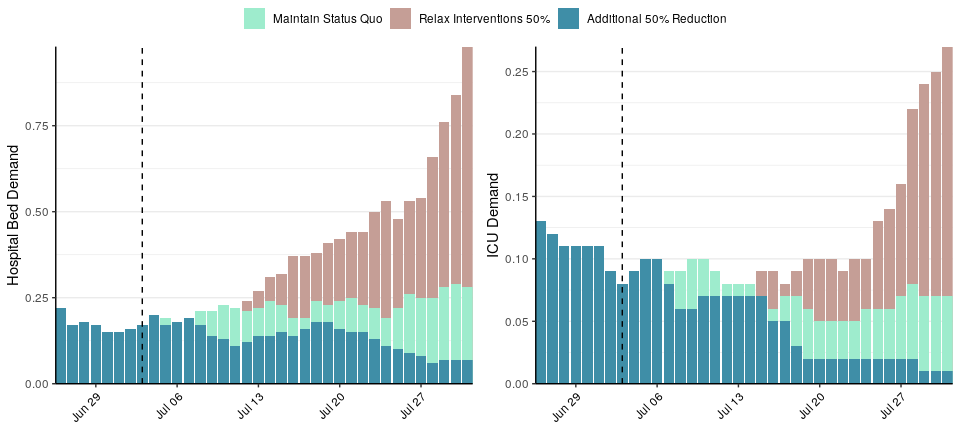 Maintain Status Quo Relax Interventions 50% Additional 50% Reduction
Hospital Bed Demand
0.75
0.50
0.25
0.00
Jun 29 Jul 06 Jul 13 Jul 20 Jul 27
ICU Demand
0.25
0.20
0.15
0.10
0.05
0.00
Jun 29 Jul 06 Jul 13 Jul 20 Jul 27